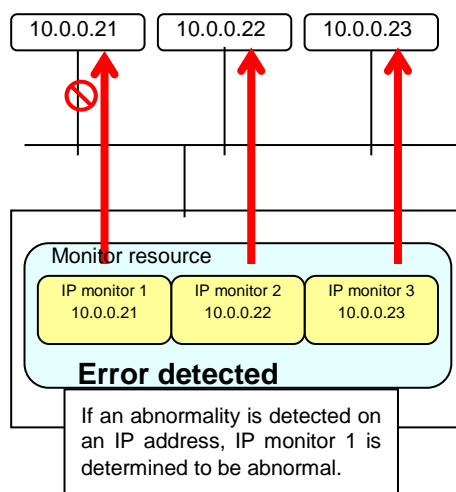 10.0.0.21 10.0.0.22 10.0.0.23
Monitor resource
IP monitor 1 IP monitor 2 IP monitor 3
10.0.0.21 10.0.0.22 10.0.0.23
Error detected
If an abnormality is detected on
an IP address, IP monitor 1 is
determined to be abnormal.